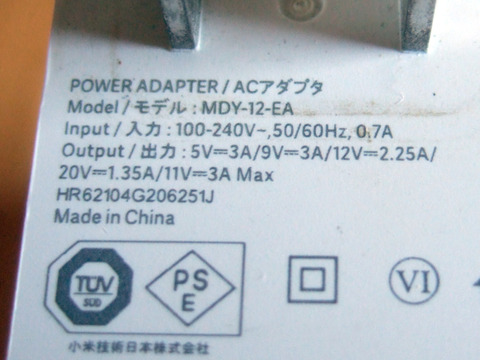 POWER ADAPTER / ACアダプタ
Model / モデル : MDY-12-EA
Input / 入力 : 100-240V~, 50/60Hz, 0.7A
Output / 出力 : 5V⎓3A/9V⎓3A/12V⎓2.25A/
20V⎓1.35A/11V⎓3A Max
HR62104G206251J
Made in China
TÜV
SÜD
PS
E
VI
小米技術日本株式会社